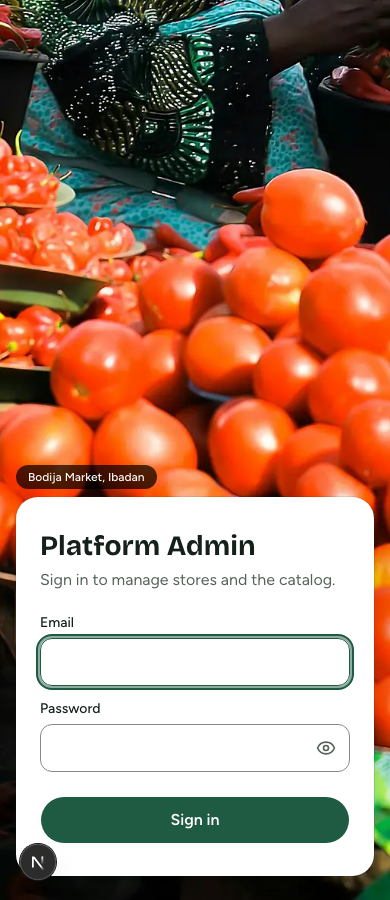 Bodija Market, Ibadan
Platform Admin
Sign in to manage stores and the catalog.
Email
Password
Sign in
N